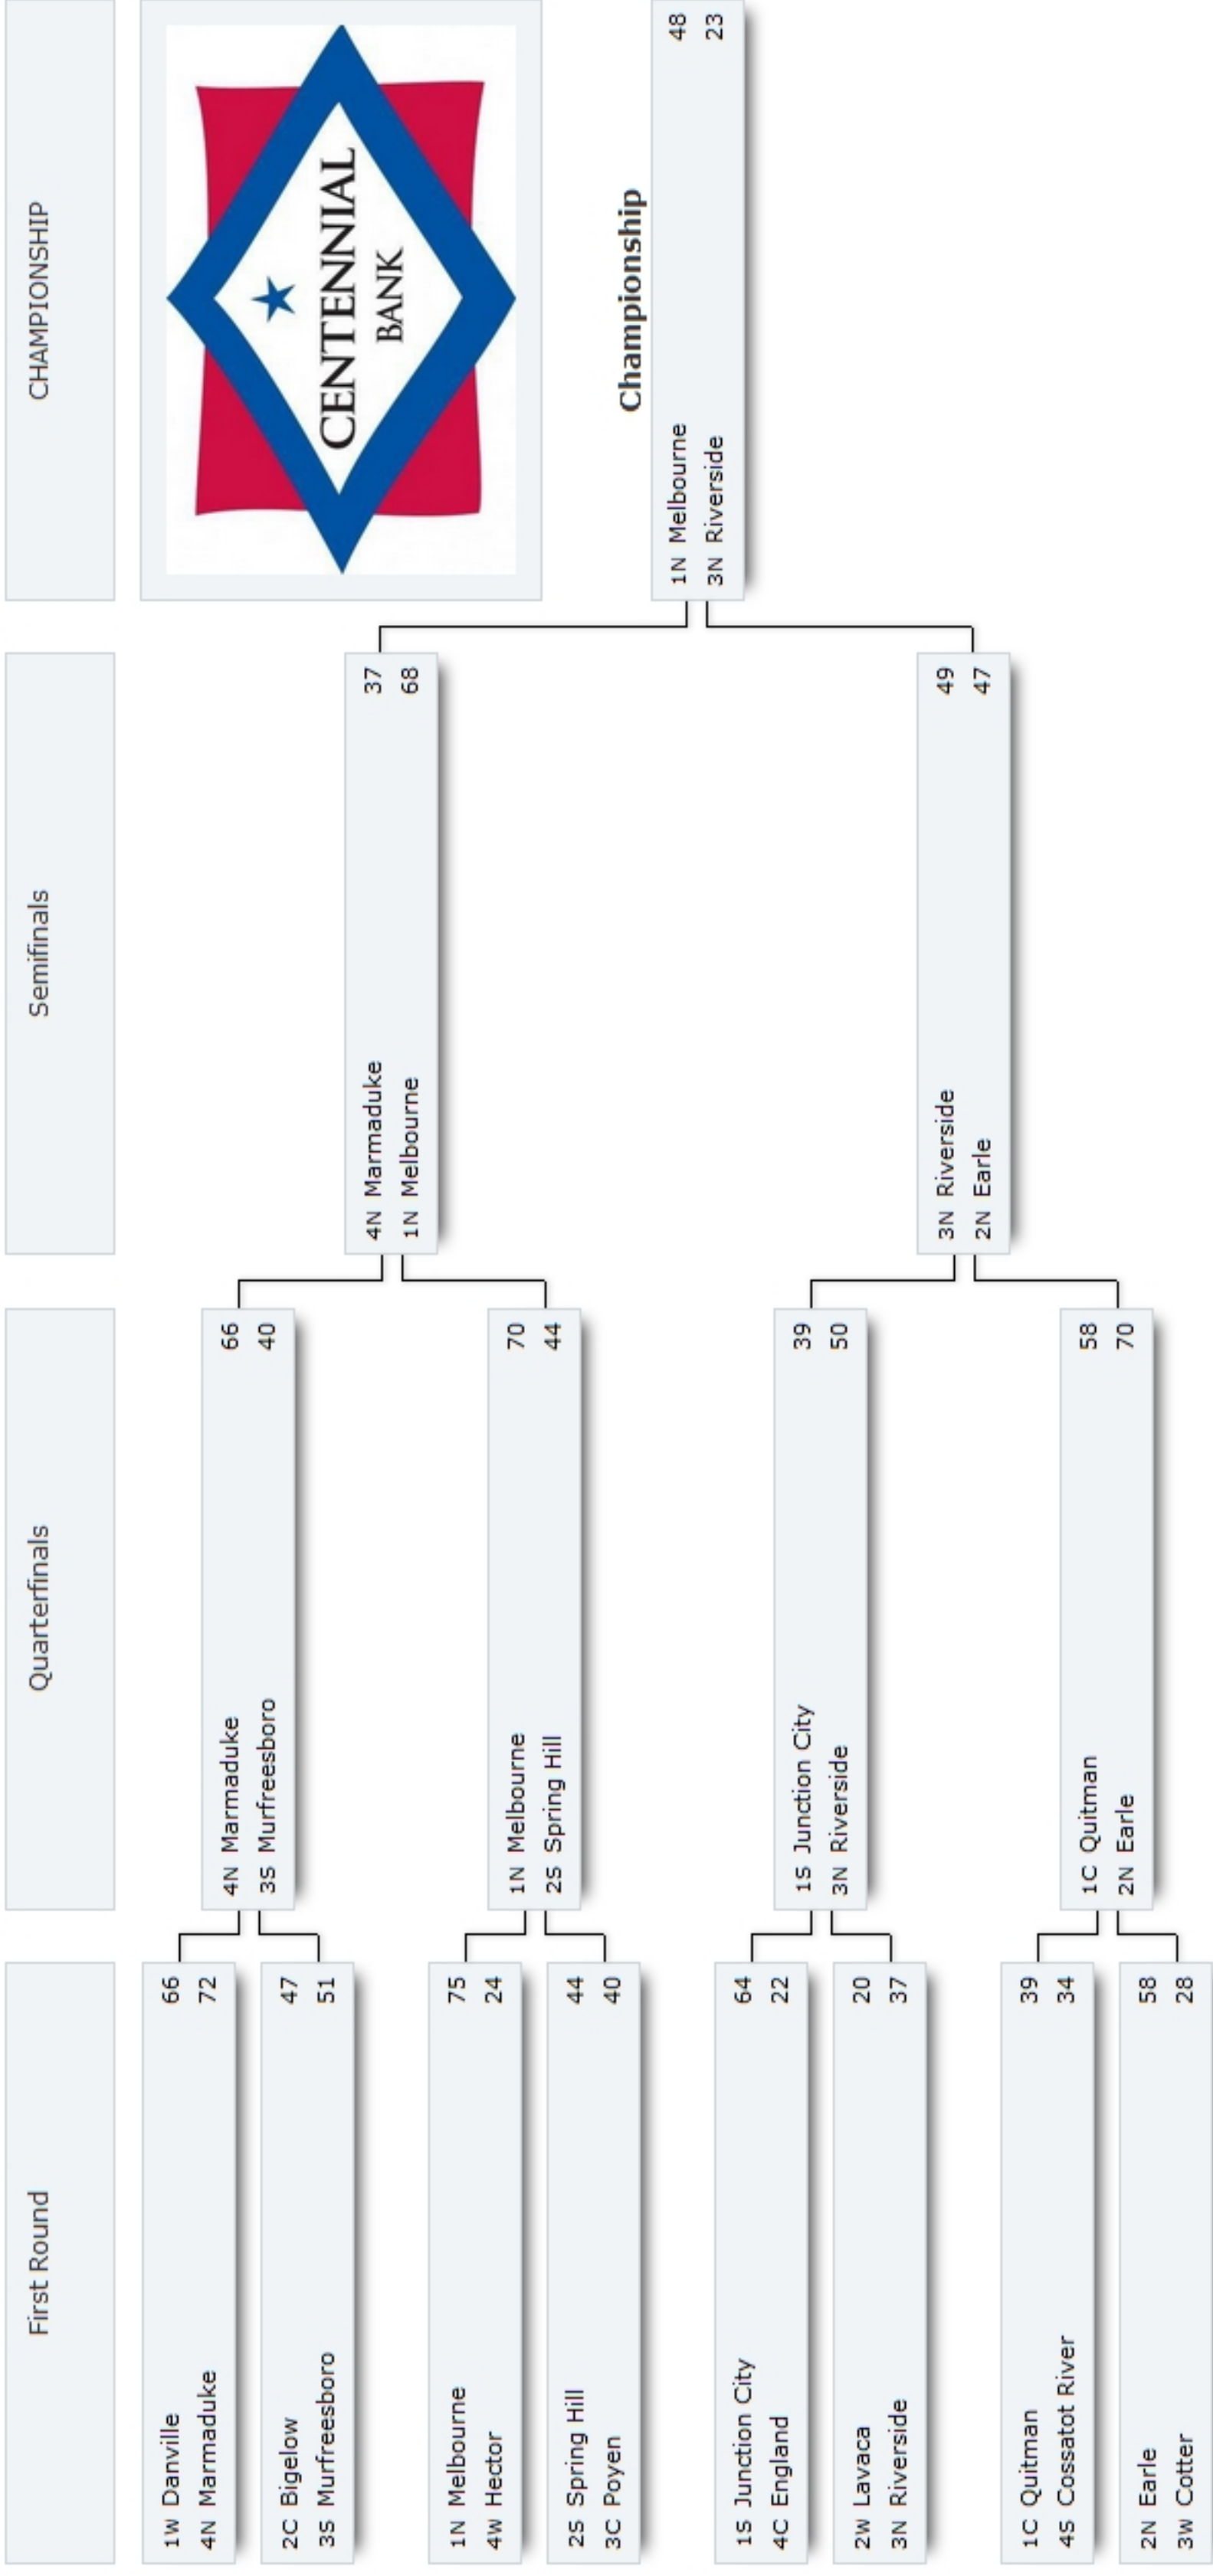 First Round
Quarterfinals
Semifinals
CHAMPIONSHIP
1W Danville 66
4N Marmaduke 72
2C Bigelow 47
3S Murfreesboro 51
1N Melbourne 75
4W Hector 24
2S Spring Hill 44
3C Poyen 40
1S Junction City 64
4C England 22
2W Lavaca 20
3N Riverside 37
1C Quitman 39
4S Cossatot River 34
2N Earle 58
3W Cotter 28
4N Marmaduke 66
3S Murfreesboro 40
1N Melbourne 70
2S Spring Hill 44
1S Junction City 39
3N Riverside 50
1C Quitman 58
2N Earle 70
4N Marmaduke 37
1N Melbourne 68
3N Riverside 49
2N Earle 47
CENTENNIAL
BANK
Championship
1N Melbourne 48
3N Riverside 23